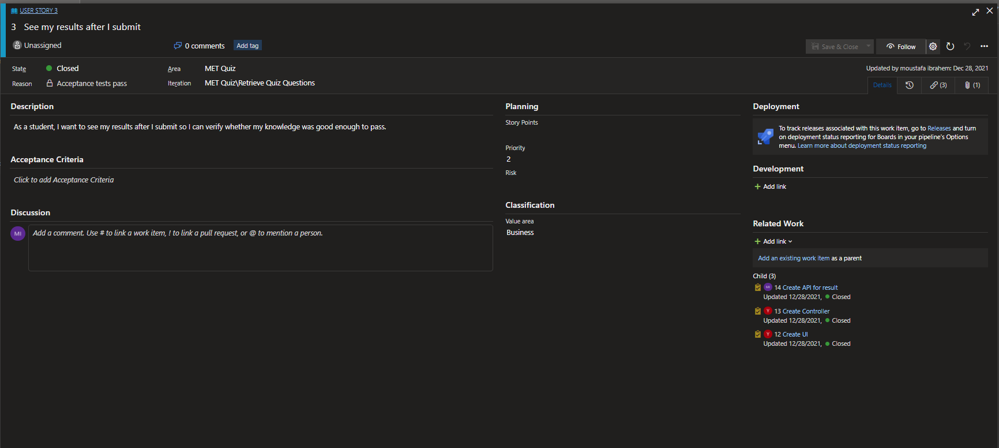 USER STORY 3
3 See my results after I submit
Unassigned
0 comments
Add tag
Save & Close
Follow
State
Closed
Area
MET Quiz
Updated by moustafa ibrahem: Dec 28, 2021
Reason
Acceptance tests pass
Iteration
MET Quiz\Retrieve Quiz Questions
Details
(3)
(1)
Description
As a student, I want to see my results after I submit so I can verify whether my knowledge was good enough to pass.
Acceptance Criteria
Click to add Acceptance Criteria
Discussion
MI
Add a comment. Use # to link a work item, ! to link a pull request, or @ to mention a person.
Planning
Story Points
Priority
2
Risk
Classification
Value area
Business
Deployment
To track releases associated with this work item, go to Releases and turn
on deployment status reporting for Boards in your pipeline's Options
menu. Learn more about deployment status reporting
Development
Add link
Related Work
Add link
Add an existing work item as a parent
Child (3)
MI 14 Create API for result
Updated 12/28/2021, Closed
Y 13 Create Controller
Updated 12/28/2021, Closed
Y 12 Create UI
Updated 12/28/2021, Closed